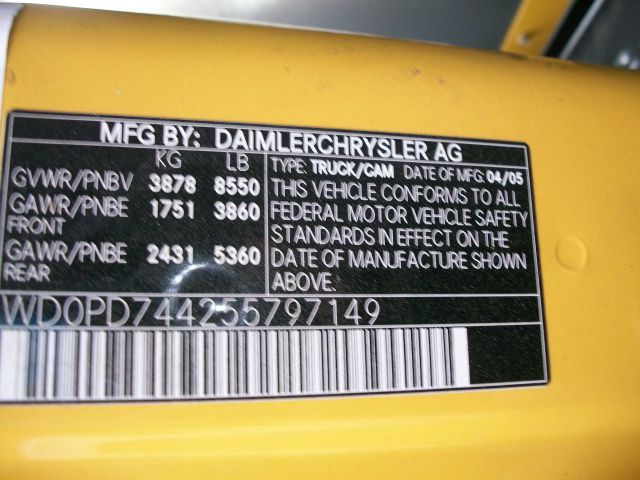 MFG BY: DAIMLERCHRYSLER AG
KG LB
GVWR/PNBV 3878 8550
GAWR/PNBE 1751 3860
FRONT
GAWR/PNBE 2431 5360
REAR
TYPE: TRUCK/CAM DATE OF MFG. 04/05
THIS VEHICLE CONFORMS TO ALL
FEDERAL MOTOR VEHICLE SAFETY
STANDARDS IN EFFECT ON THE
DATE OF MANUFACTURE SHOWN
ABOVE.
WD0PD744255797149